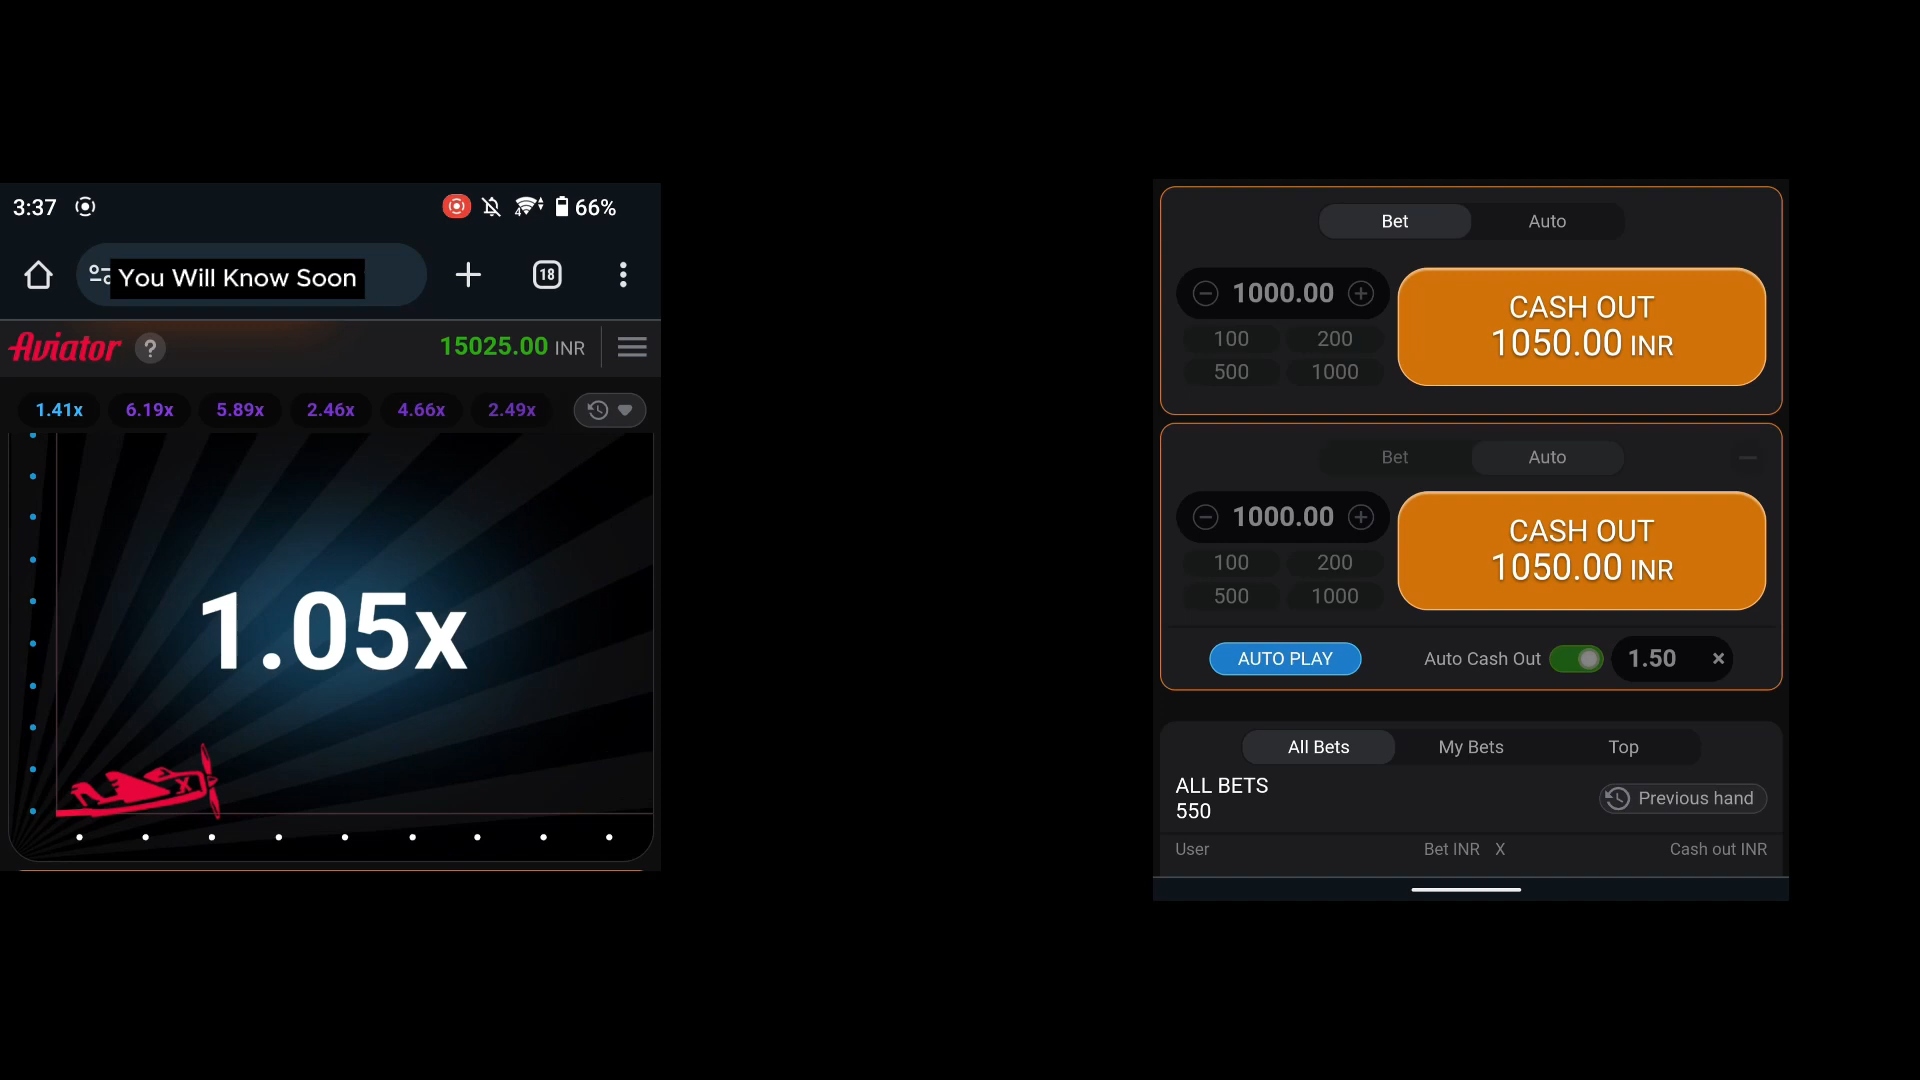 3:37
66%
You Will Know Soon
18
Aviator ? 15025.00 INR
1.41x 6.19x 5.89x 2.46x 4.66x 2.49x
1.05x
X
Bet Auto
1000.00
100 200
500 1000
CASH OUT
1050.00 INR
Bet Auto
1000.00
100 200
500 1000
CASH OUT
1050.00 INR
AUTO PLAY Auto Cash Out 1.50 ×
All Bets My Bets Top
ALL BETS
550
Previous hand
User Bet INR X Cash out INR